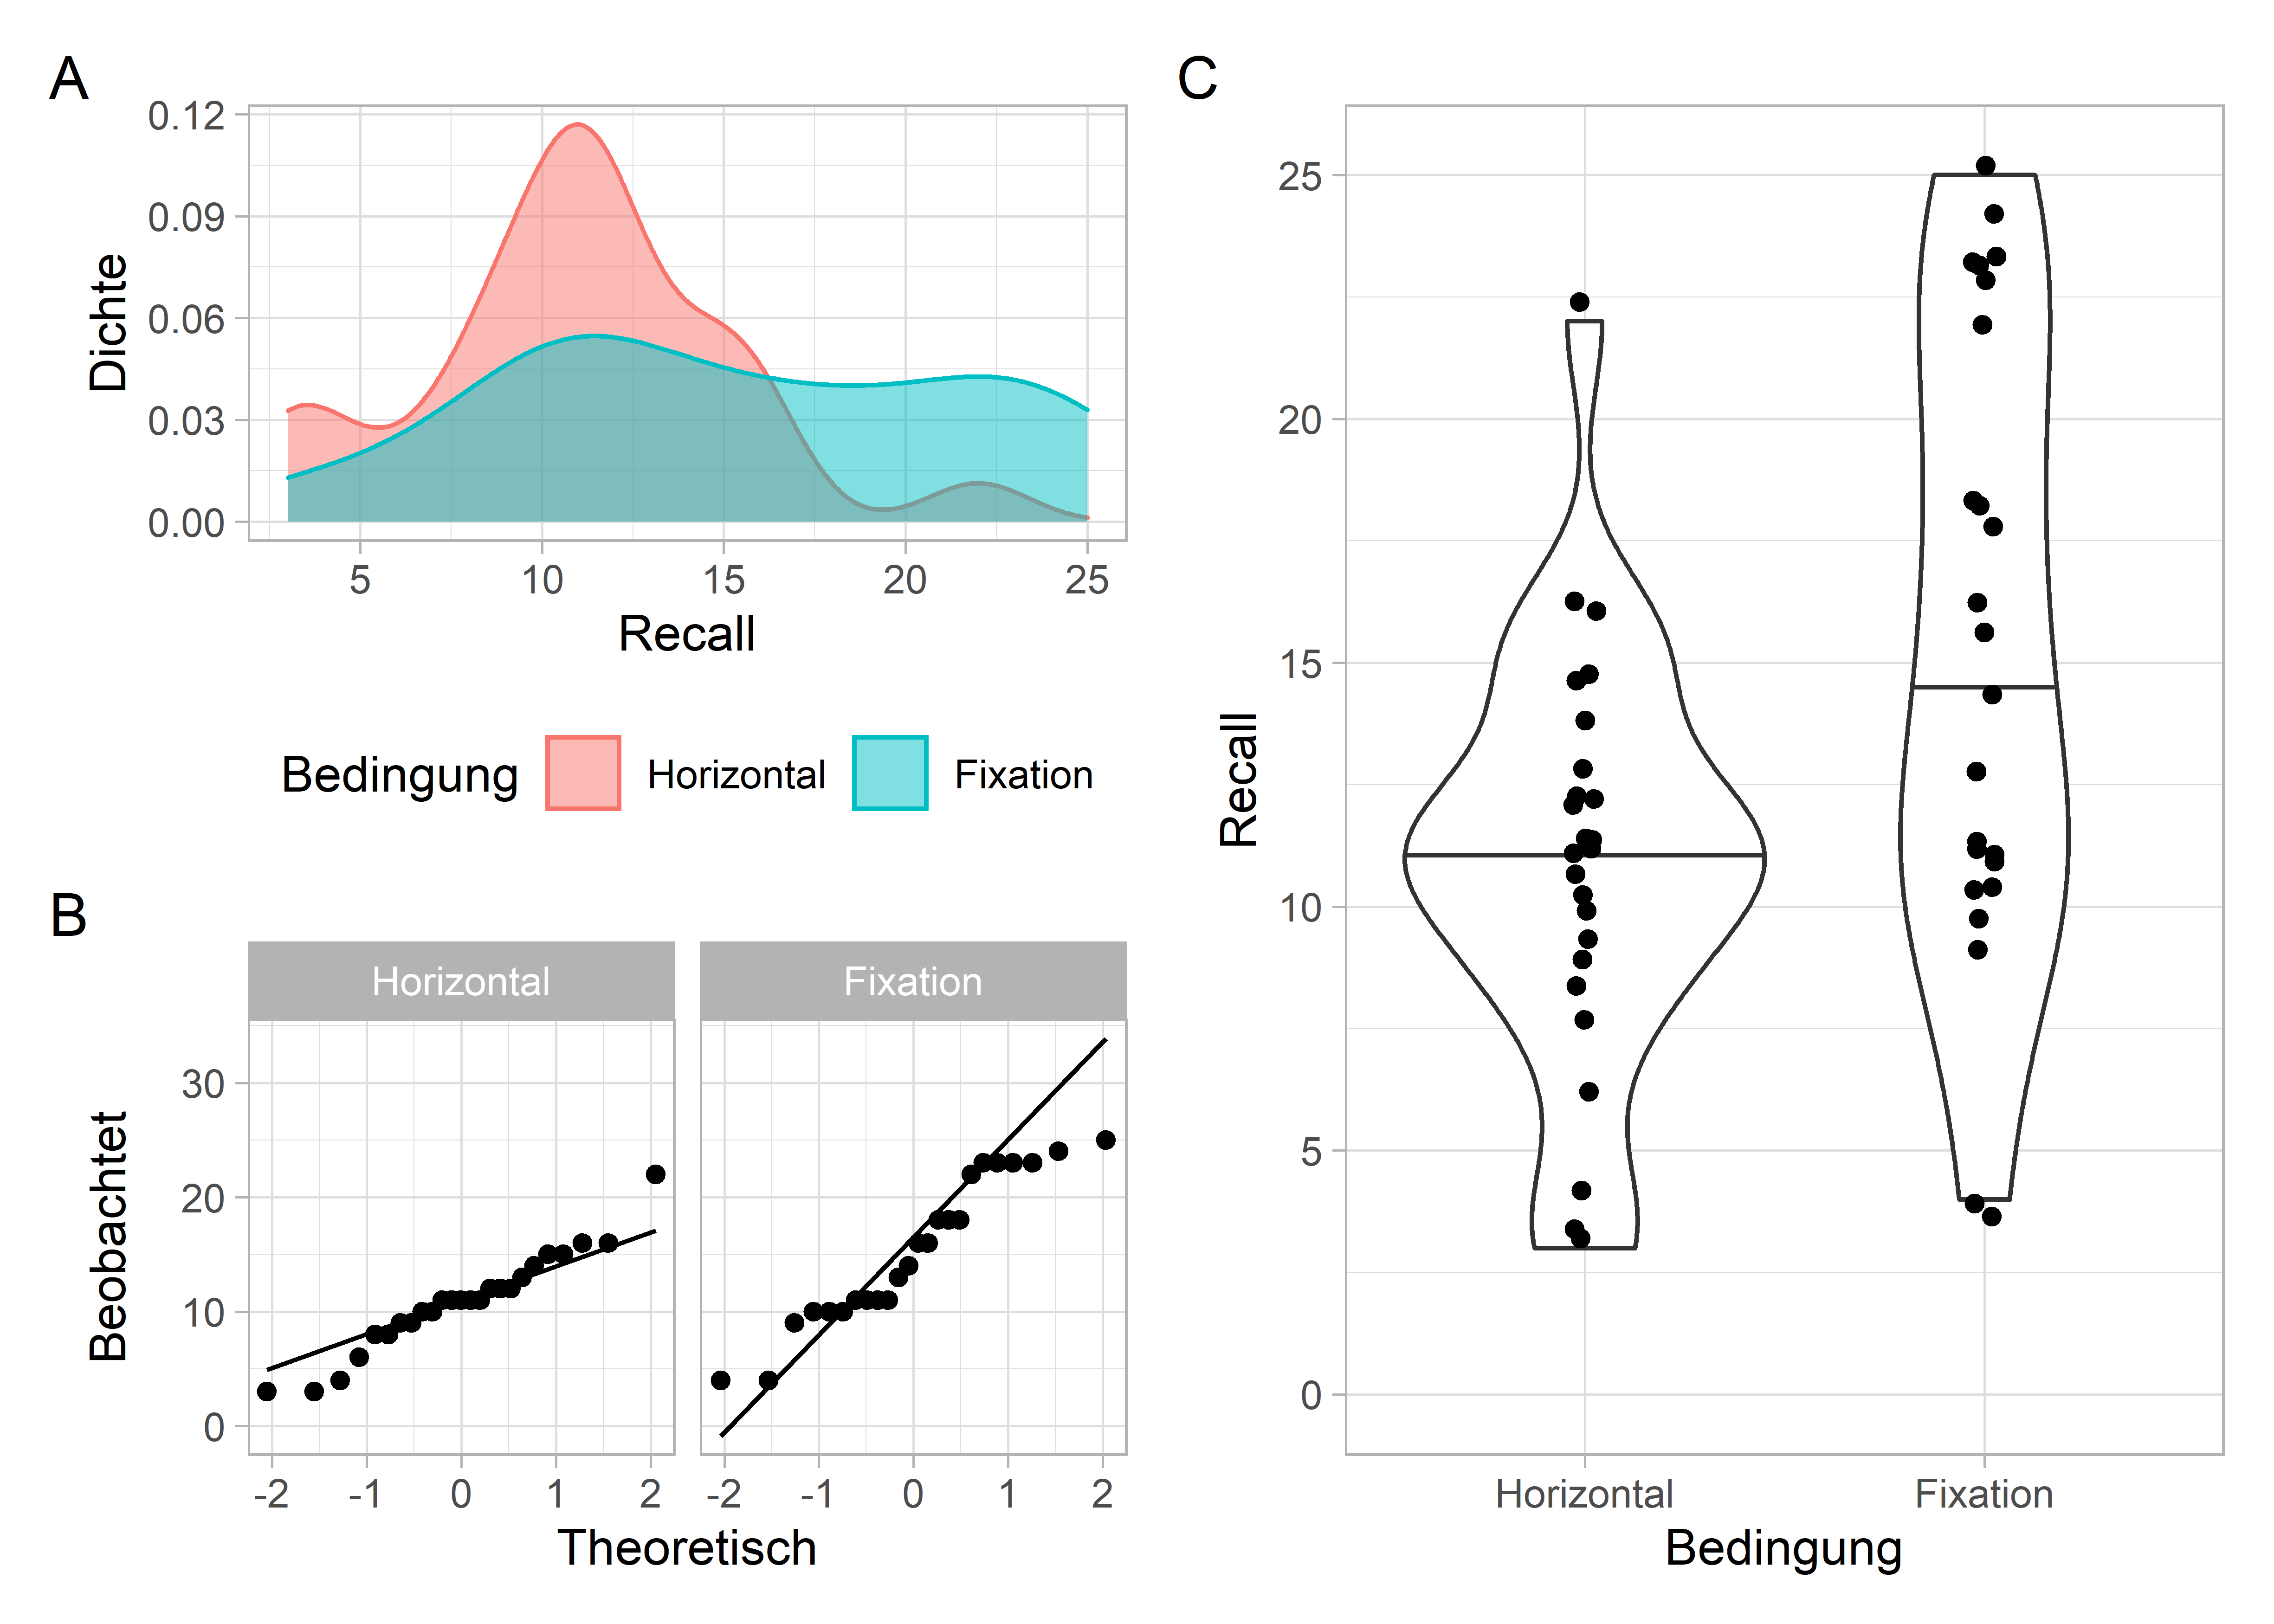 A
0.12
0.09
0.06
0.03
0.00
Dichte
5 10 15 20 25
Recall
Bedingung Horizontal Fixation
B
Horizontal Fixation
30
20
10
0
Beobachtet
-2 -1 0 1 2 -2 -1 0 1 2
Theoretisch
C
25
20
15
10
5
0
Recall
Horizontal Fixation
Bedingung